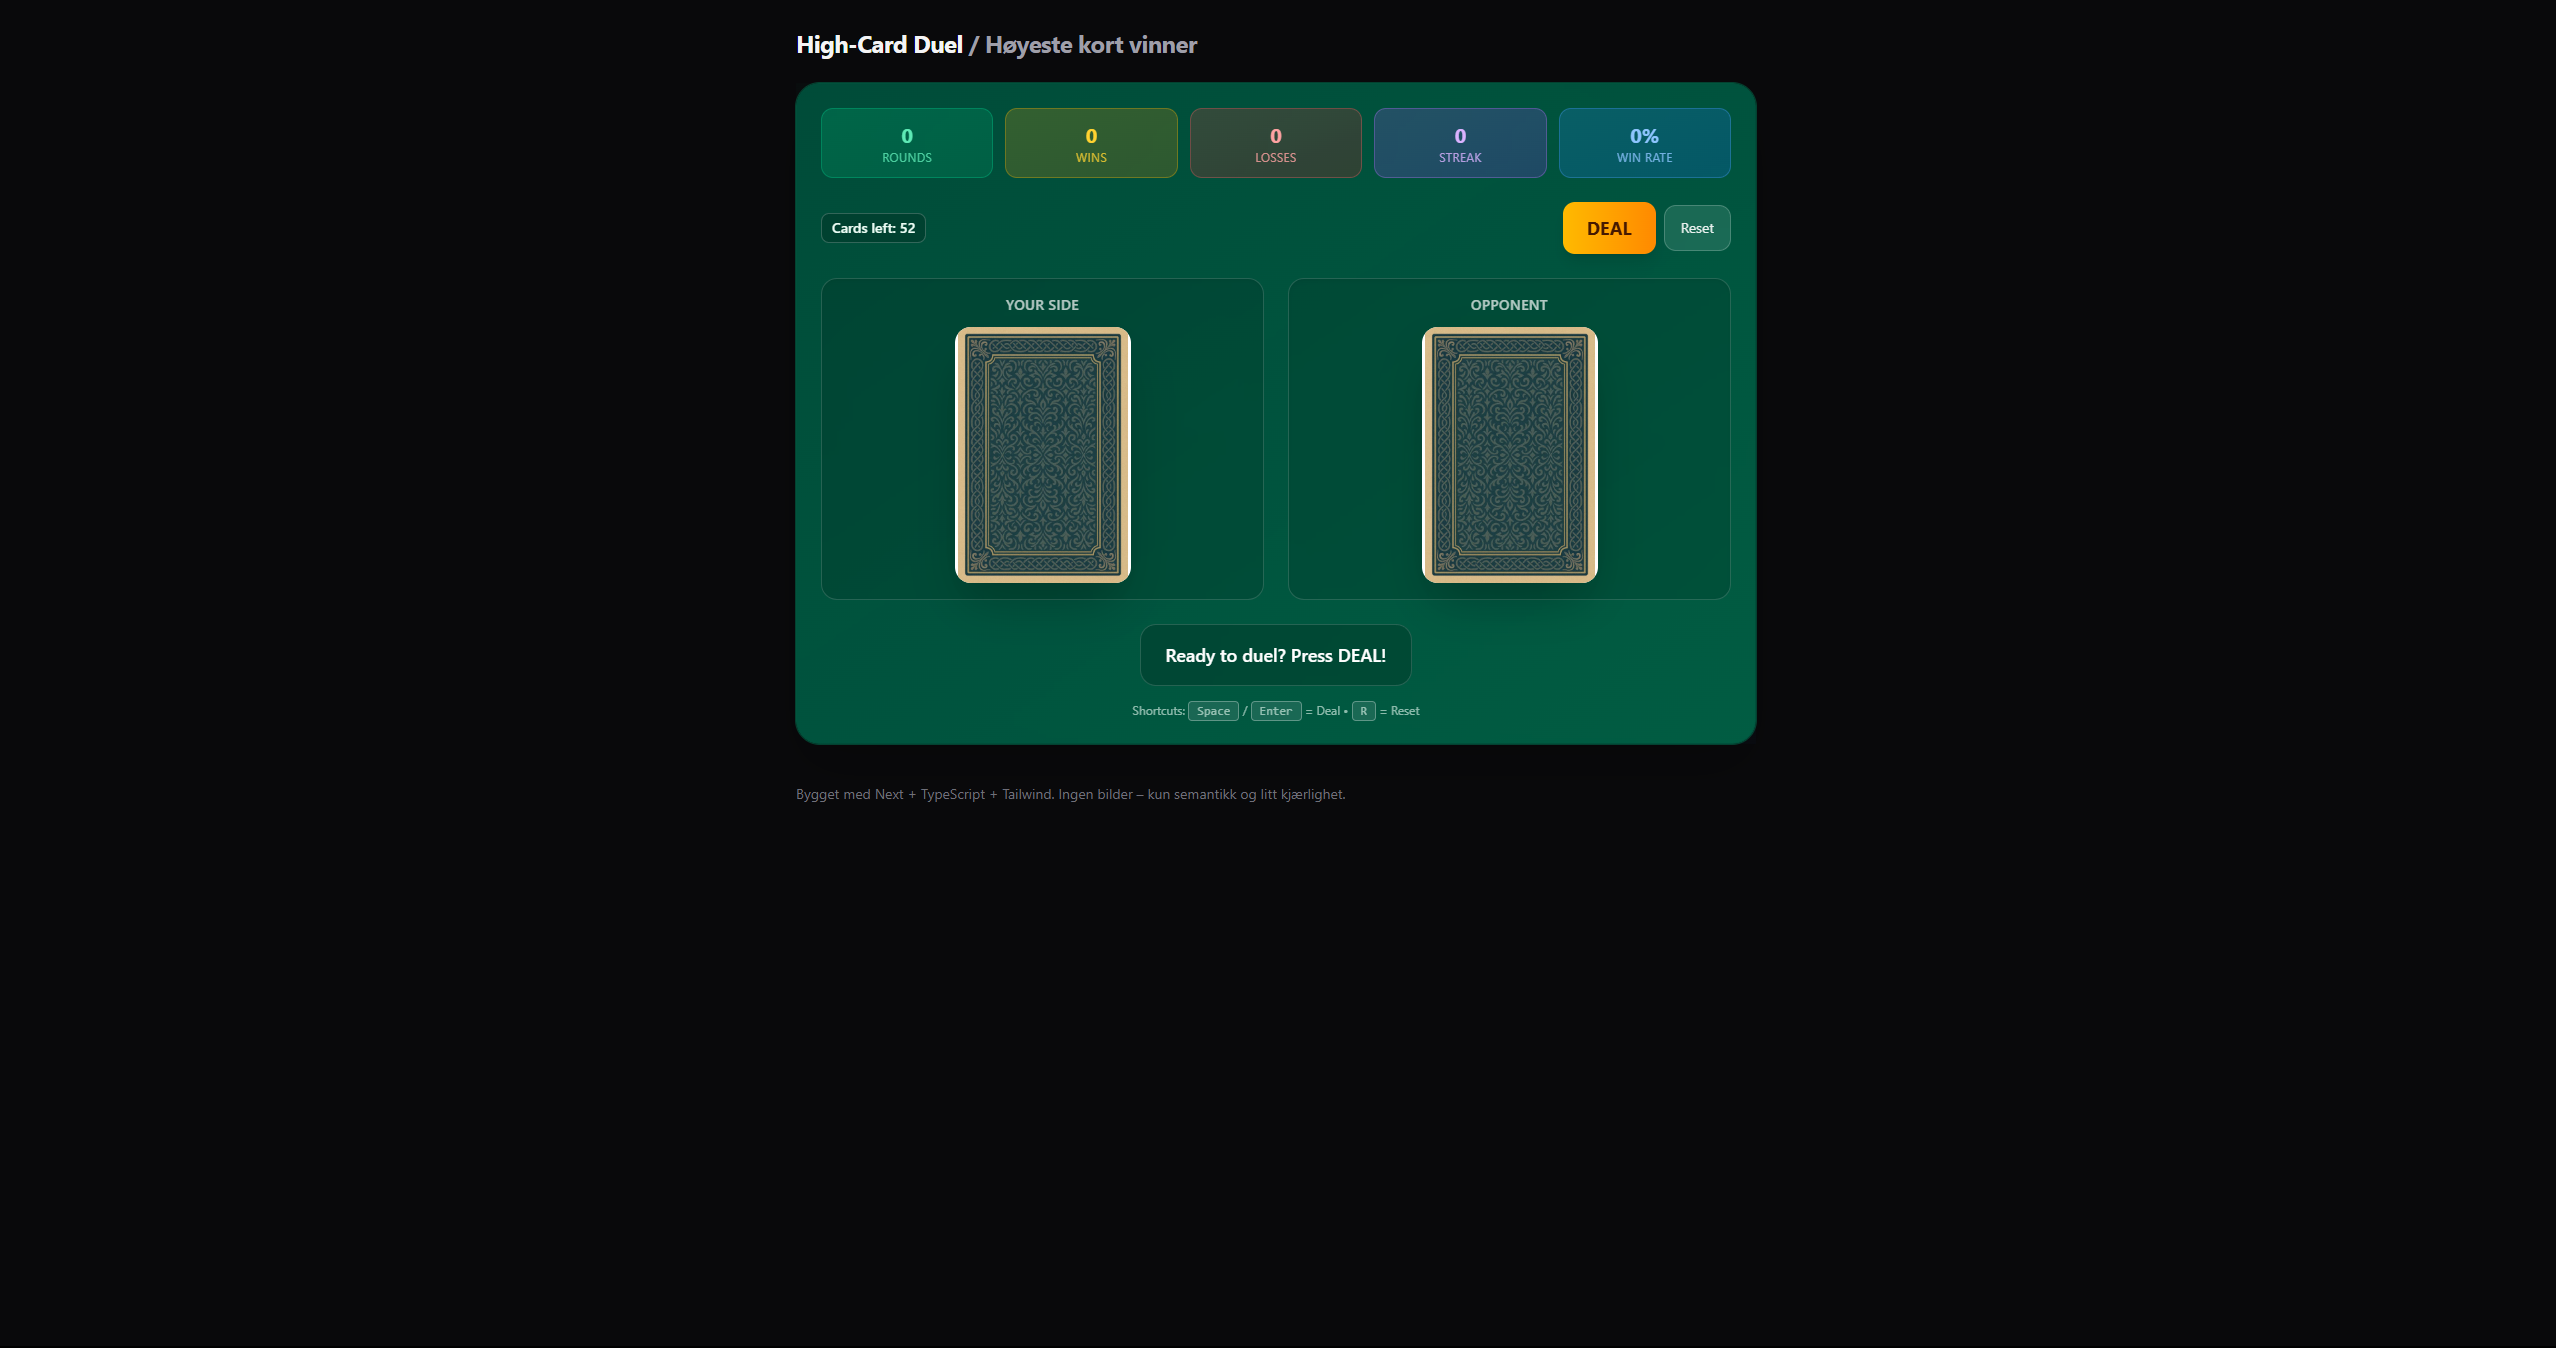 High-Card Duel / Høyeste kort vinner
0
ROUNDS
0
WINS
0
LOSSES
0
STREAK
0%
WIN RATE
Cards left: 52
DEAL
Reset
YOUR SIDE
OPPONENT
Ready to duel? Press DEAL!
Shortcuts: Space / Enter = Deal • R = Reset
Bygget med Next + TypeScript + Tailwind. Ingen bilder – kun semantikk og litt kjærlighet.